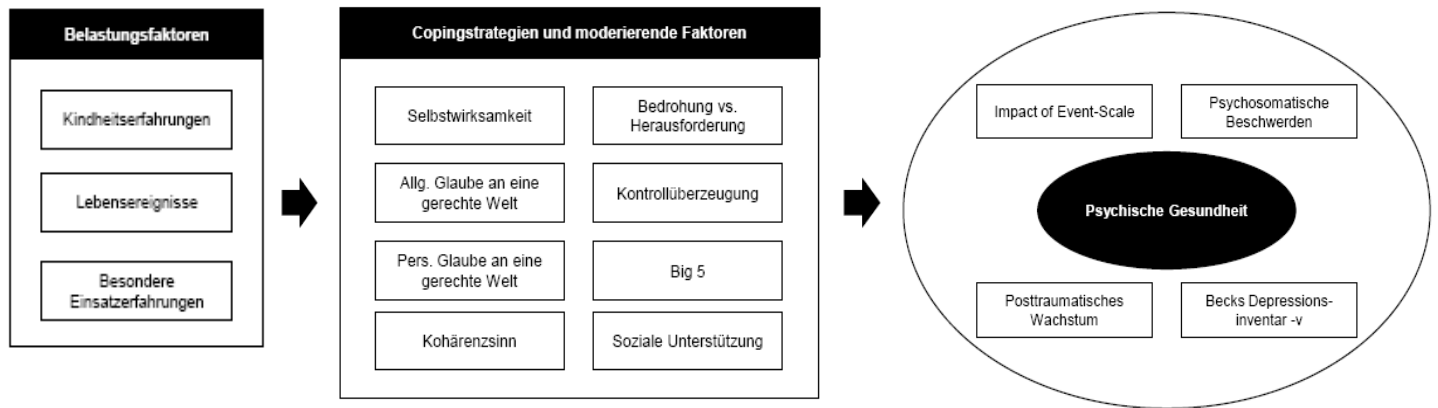 Belastungsfaktoren
Kindheitserfahrungen
Lebensereignisse
Besondere
Einsatzerfahrungen
Copingstrategien und moderierende Faktoren
Selbstwirksamkeit
Bedrohung vs.
Herausforderung
Allg. Glaube an eine
gerechte Welt
Kontrollüberzeugung
Pers. Glaube an eine
gerechte Welt
Big 5
Kohärenzsinn
Soziale Unterstützung
Impact of Event-Scale
Psychosomatische
Beschwerden
Psychische Gesundheit
Posttraumatisches
Wachstum
Becks Depressions-
inventar -v